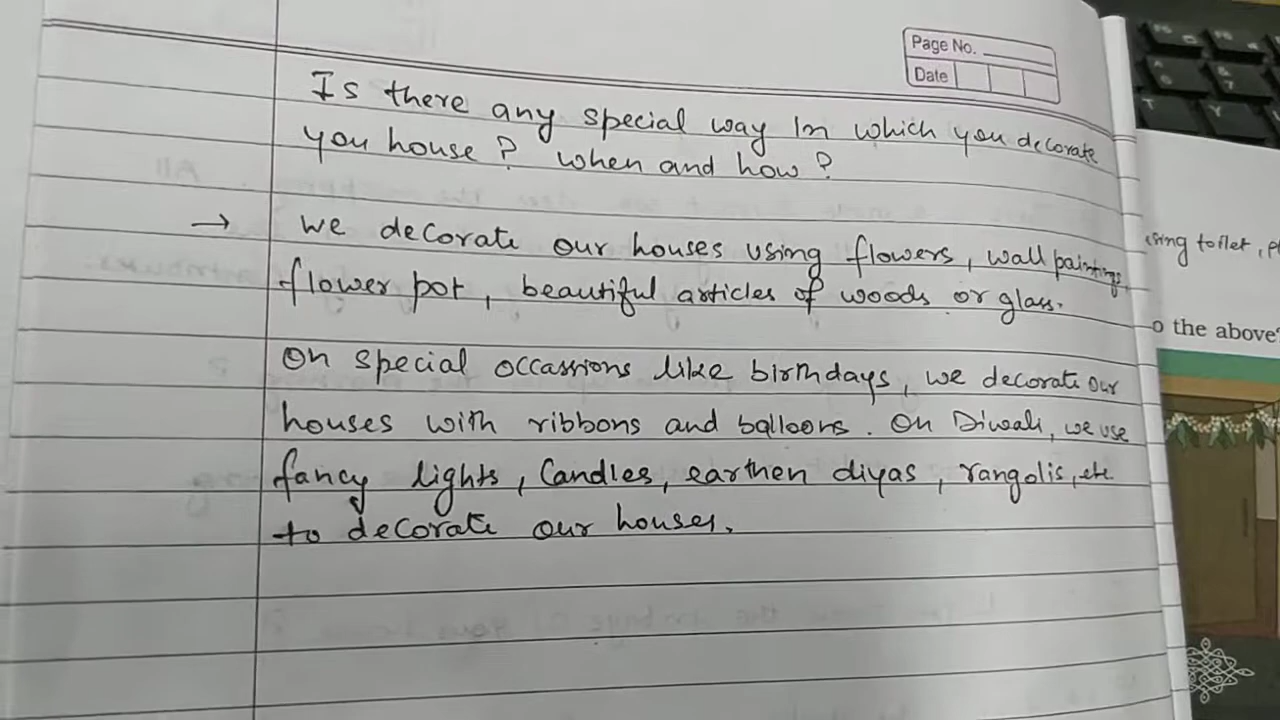 Page No.
Date
Is there any special way In which you decorate
you house? when and how?
→ We decorate our houses using flowers, wall paintings,
flower pot, beautiful articles of woods or glass.
On special occassions like birthdays, we decorate our
houses with ribbons and balloons. On Diwali, we use
fancy lights, Candles, earthen diyas, rangolis, etc.
to decorate our houses.
toilet,
the above?